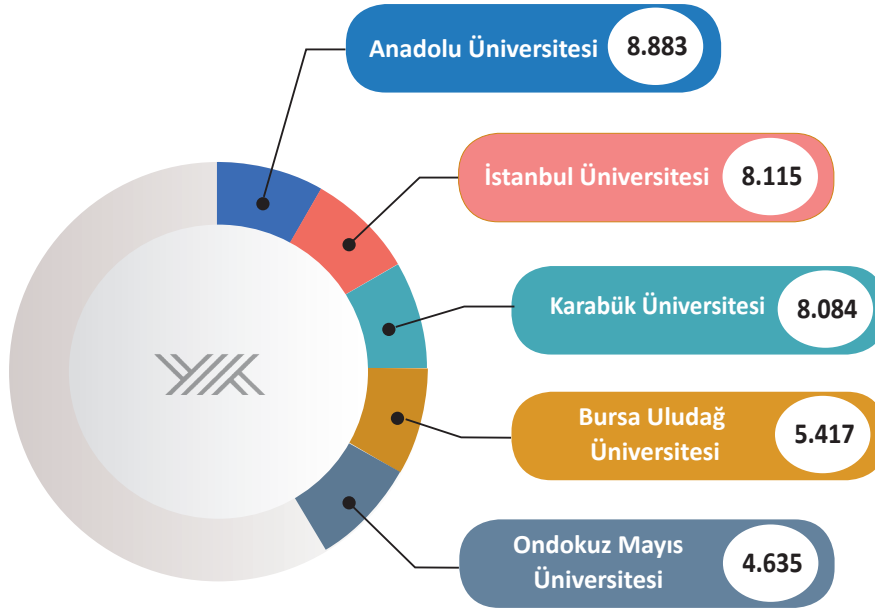 Anadolu Üniversitesi 8.883
İstanbul Üniversitesi 8.115
Karabük Üniversitesi 8.084
Bursa Uludağ
Üniversitesi
5.417
Ondokuz Mayıs
Üniversitesi
4.635